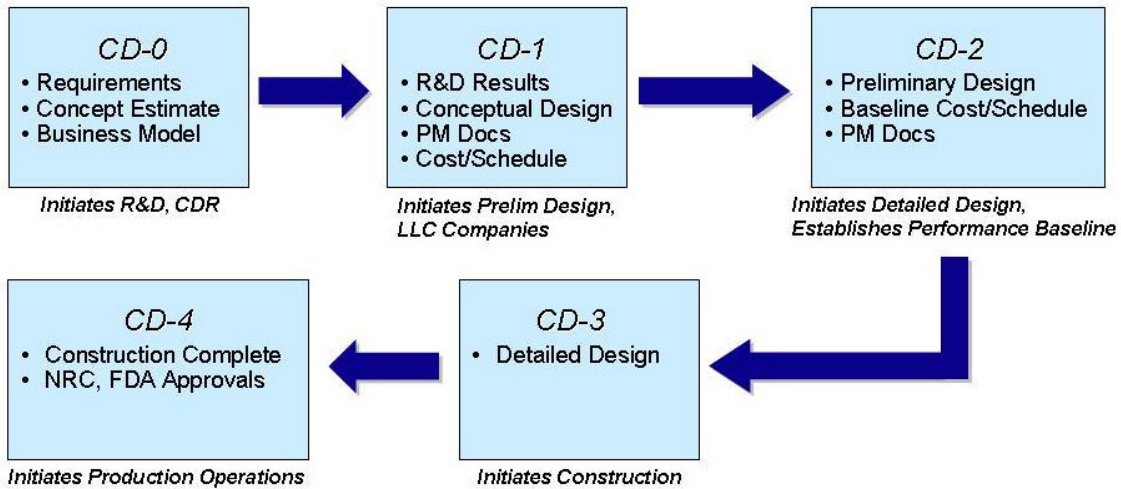 CD-0
• Requirements
• Concept Estimate
• Business Model
Initiates R&D, CDR
CD-1
• R&D Results
• Conceptual Design
• PM Docs
• Cost/Schedule
Initiates Prelim Design,
LLC Companies
CD-2
• Preliminary Design
• Baseline Cost/Schedule
• PM Docs
Initiates Detailed Design,
Establishes Performance Baseline
CD-3
• Detailed Design
Initiates Construction
CD-4
• Construction Complete
• NRC, FDA Approvals
Initiates Production Operations